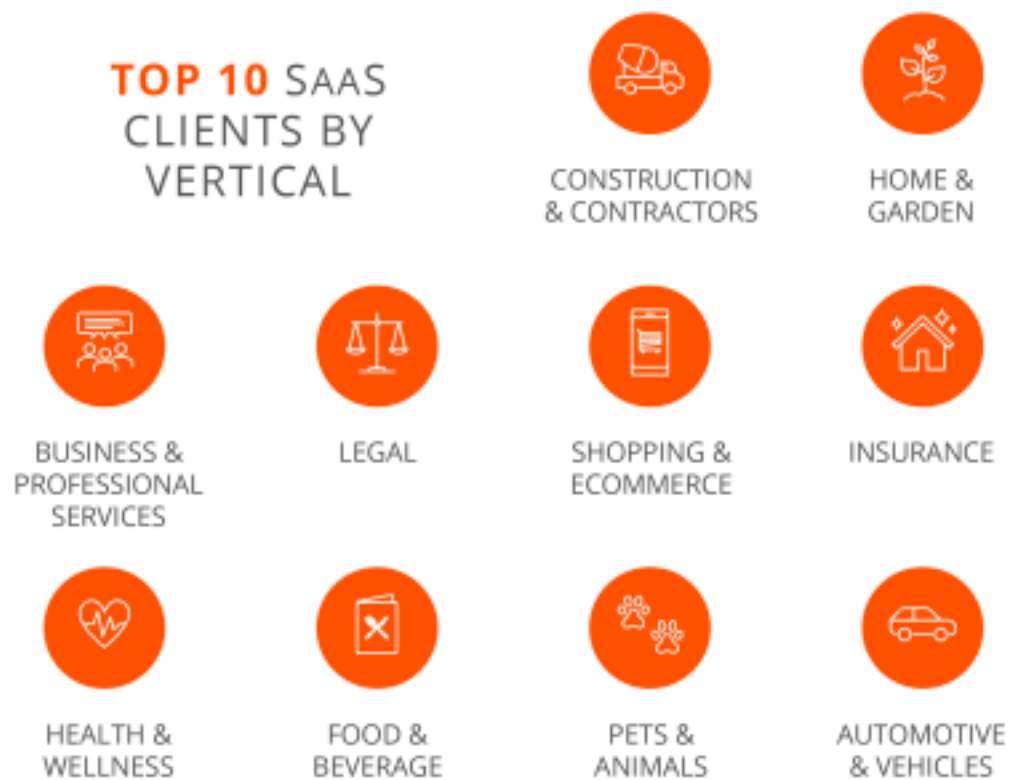 TOP 10 SAAS
CLIENTS BY
VERTICAL
CONSTRUCTION
& CONTRACTORS
HOME &
GARDEN
BUSINESS &
PROFESSIONAL
SERVICES
LEGAL
SHOPPING &
ECOMMERCE
INSURANCE
HEALTH &
WELLNESS
FOOD &
BEVERAGE
PETS &
ANIMALS
AUTOMOTIVE
& VEHICLES